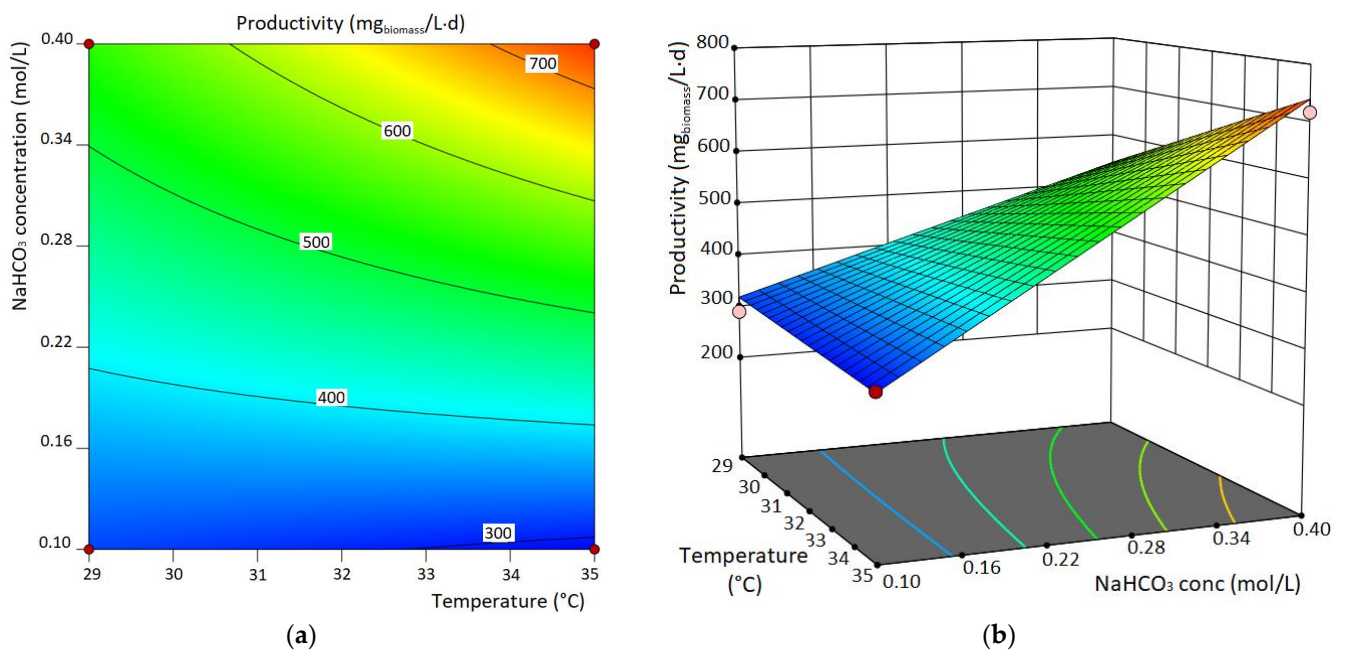 Productivity (mg_biomass/L·d)
NaHCO₃ concentration (mol/L)
0.40
0.34
0.28
0.22
0.16
0.10
700
600
500
400
300
29 30 31 32 33 34 35
Temperature (°C)
(a)
Productivity (mg_biomass/L·d)
800
700
600
500
400
300
200
29
30
31
32
33
34
35
Temperature
(°C)
0.10 0.16 0.22 0.28 0.34 0.40
NaHCO₃ conc (mol/L)
(b)